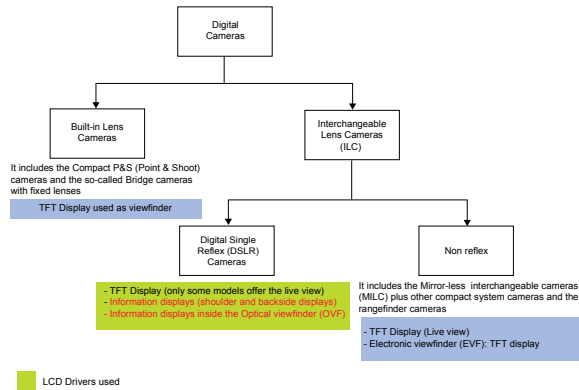 Digital
Cameras
Built-in Lens
Cameras
Interchangeable
Lens Cameras
(ILC)
It includes the Compact P&S (Point & Shoot)
cameras and the so-called Bridge cameras
with fixed lenses
TFT Display used as viewfinder
Digital Single
Reflex (DSLR)
Cameras
Non reflex
- TFT Display (only some models offer the live view)
- Information displays (shoulder and backside displays)
- Information displays inside the Optical viewfinder (OVF)
It includes the Mirror-less interchangeable cameras
(MILC) plus other compact system cameras and the
rangefinder cameras
- TFT Display (Live view)
- Electronic viewfinder (EVF): TFT display
LCD Drivers used